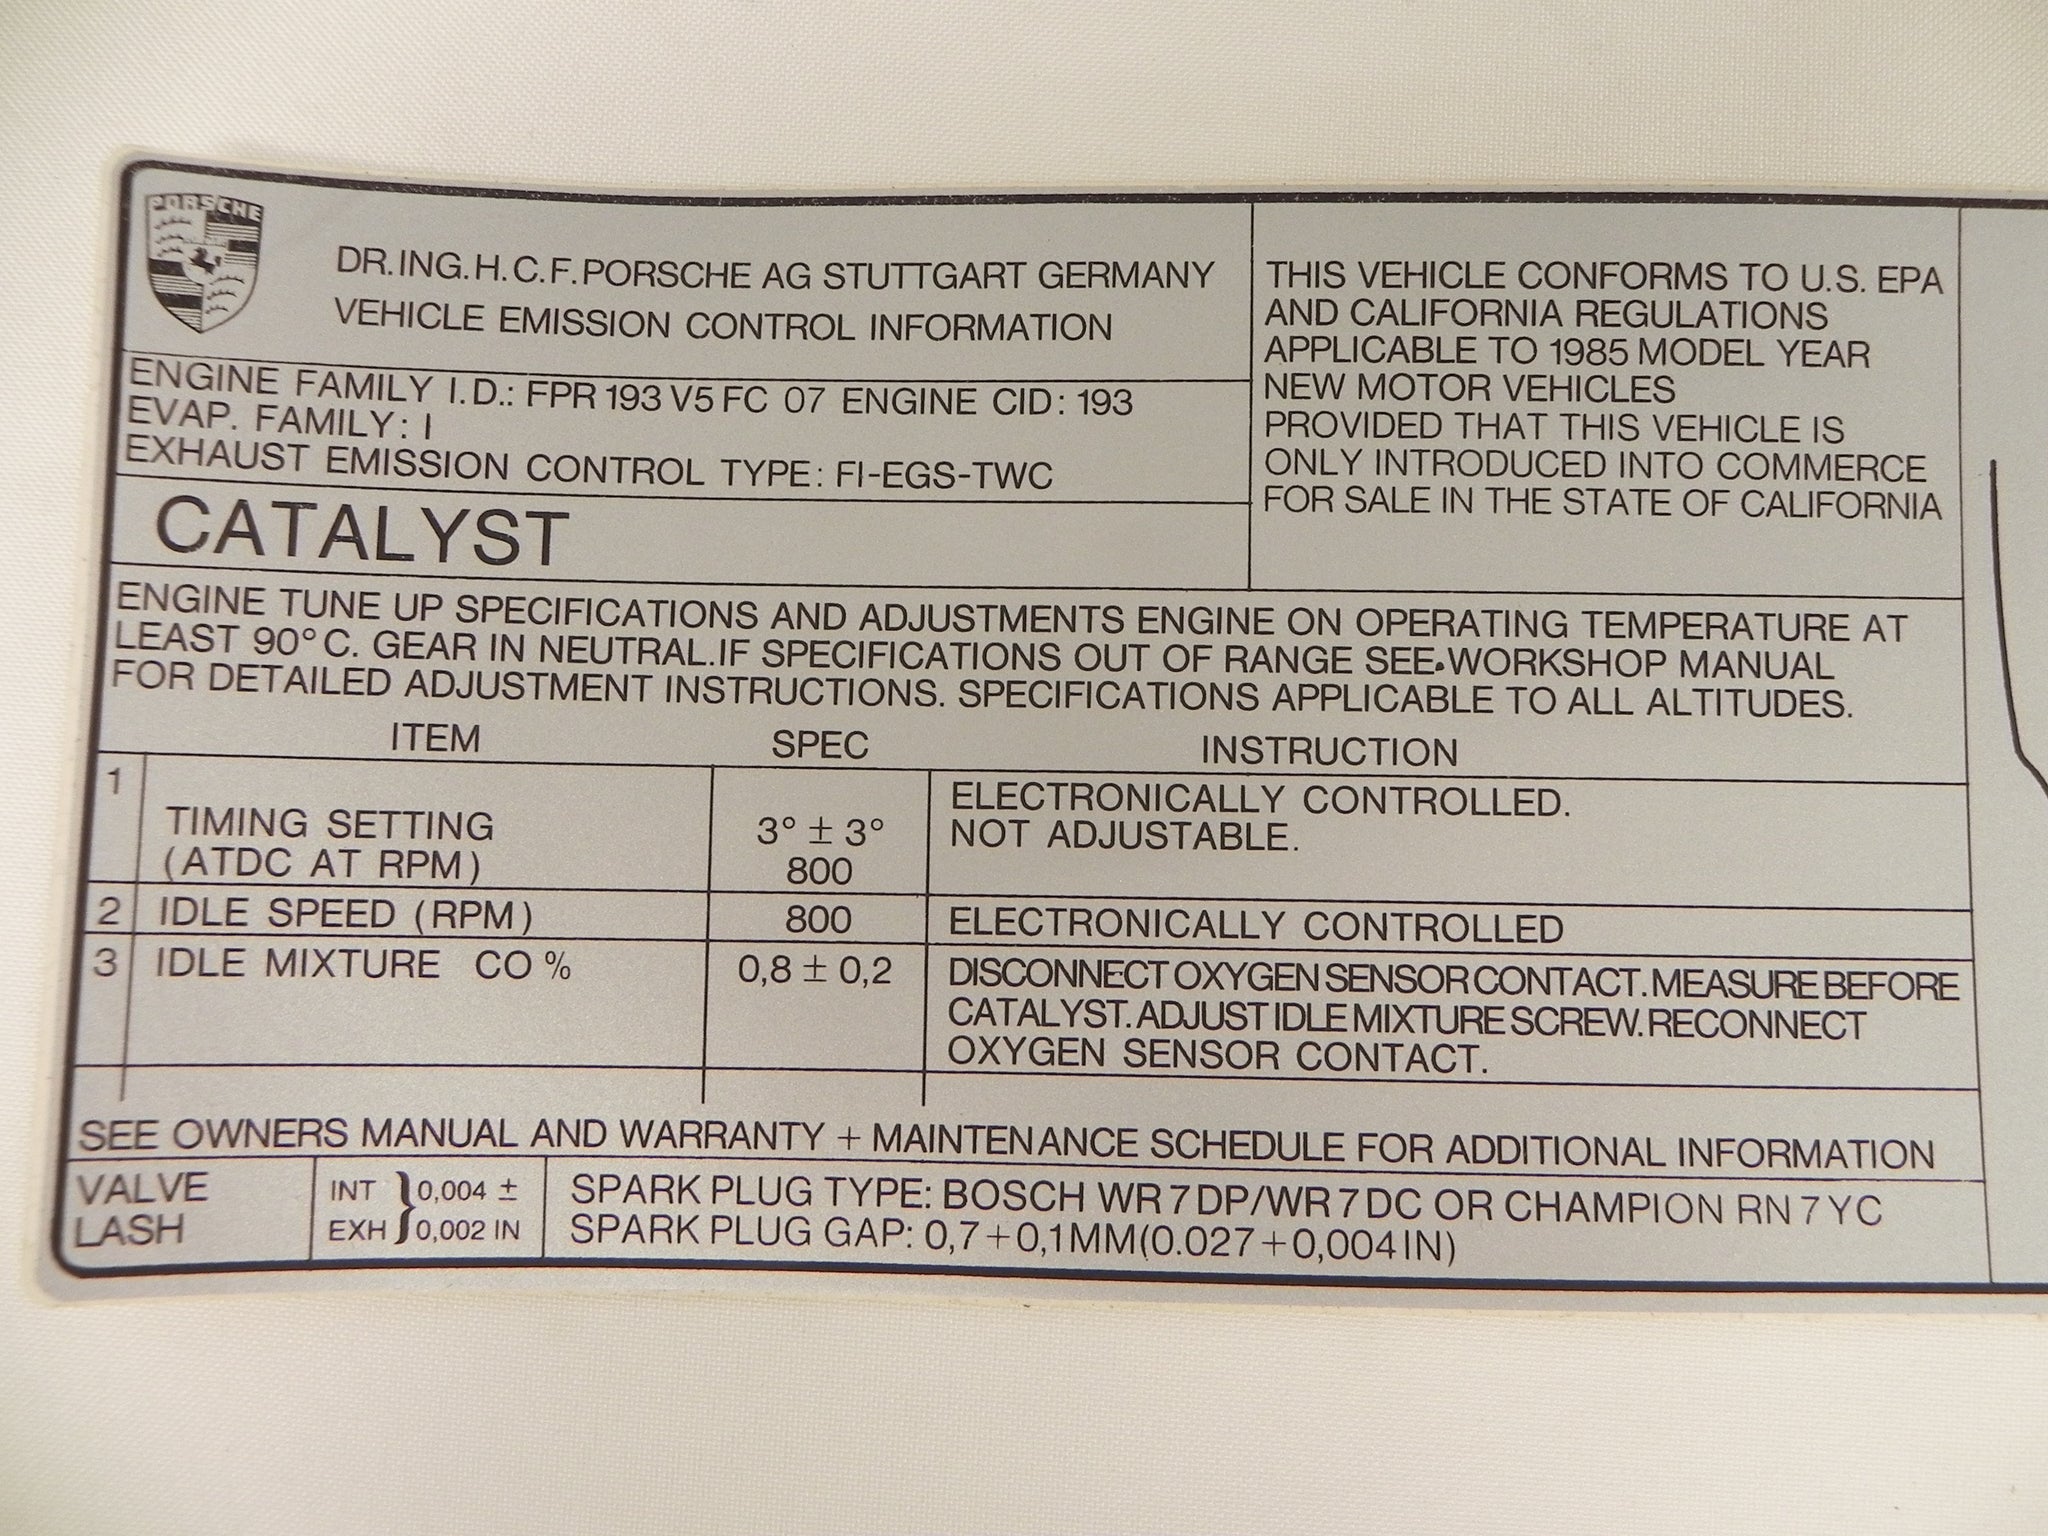 PORSCHE
DR.ING.H.C.F.PORSCHE AG STUTTGART GERMANY
VEHICLE EMISSION CONTROL INFORMATION
ENGINE FAMILY I.D.: FPR 193 V5 FC 07 ENGINE CID: 193
EVAP. FAMILY: I
EXHAUST EMISSION CONTROL TYPE: FI-EGS-TWC
CATALYST
THIS VEHICLE CONFORMS TO U.S. EPA
AND CALIFORNIA REGULATIONS
APPLICABLE TO 1985 MODEL YEAR
NEW MOTOR VEHICLES
PROVIDED THAT THIS VEHICLE IS
ONLY INTRODUCED INTO COMMERCE
FOR SALE IN THE STATE OF CALIFORNIA
ENGINE TUNE UP SPECIFICATIONS AND ADJUSTMENTS ENGINE ON OPERATING TEMPERATURE AT
LEAST 90°C. GEAR IN NEUTRAL.IF SPECIFICATIONS OUT OF RANGE SEE WORKSHOP MANUAL
FOR DETAILED ADJUSTMENT INSTRUCTIONS. SPECIFICATIONS APPLICABLE TO ALL ALTITUDES.
ITEM SPEC INSTRUCTION
1
TIMING SETTING
(ATDC AT RPM)
3° ± 3°
800
ELECTRONICALLY CONTROLLED.
NOT ADJUSTABLE.
2 IDLE SPEED (RPM) 800 ELECTRONICALLY CONTROLLED
3 IDLE MIXTURE CO % 0,8 ± 0,2
DISCONNECT OXYGEN SENSOR CONTACT. MEASURE BEFORE
CATALYST. ADJUST IDLE MIXTURE SCREW. RECONNECT
OXYGEN SENSOR CONTACT.
SEE OWNERS MANUAL AND WARRANTY + MAINTENANCE SCHEDULE FOR ADDITIONAL INFORMATION
VALVE
LASH
INT 0,004 ±
EXH 0,002 IN
SPARK PLUG TYPE: BOSCH WR 7 DP/WR 7 DC OR CHAMPION RN 7 YC
SPARK PLUG GAP: 0,7+0,1MM(0.027+0,004IN)